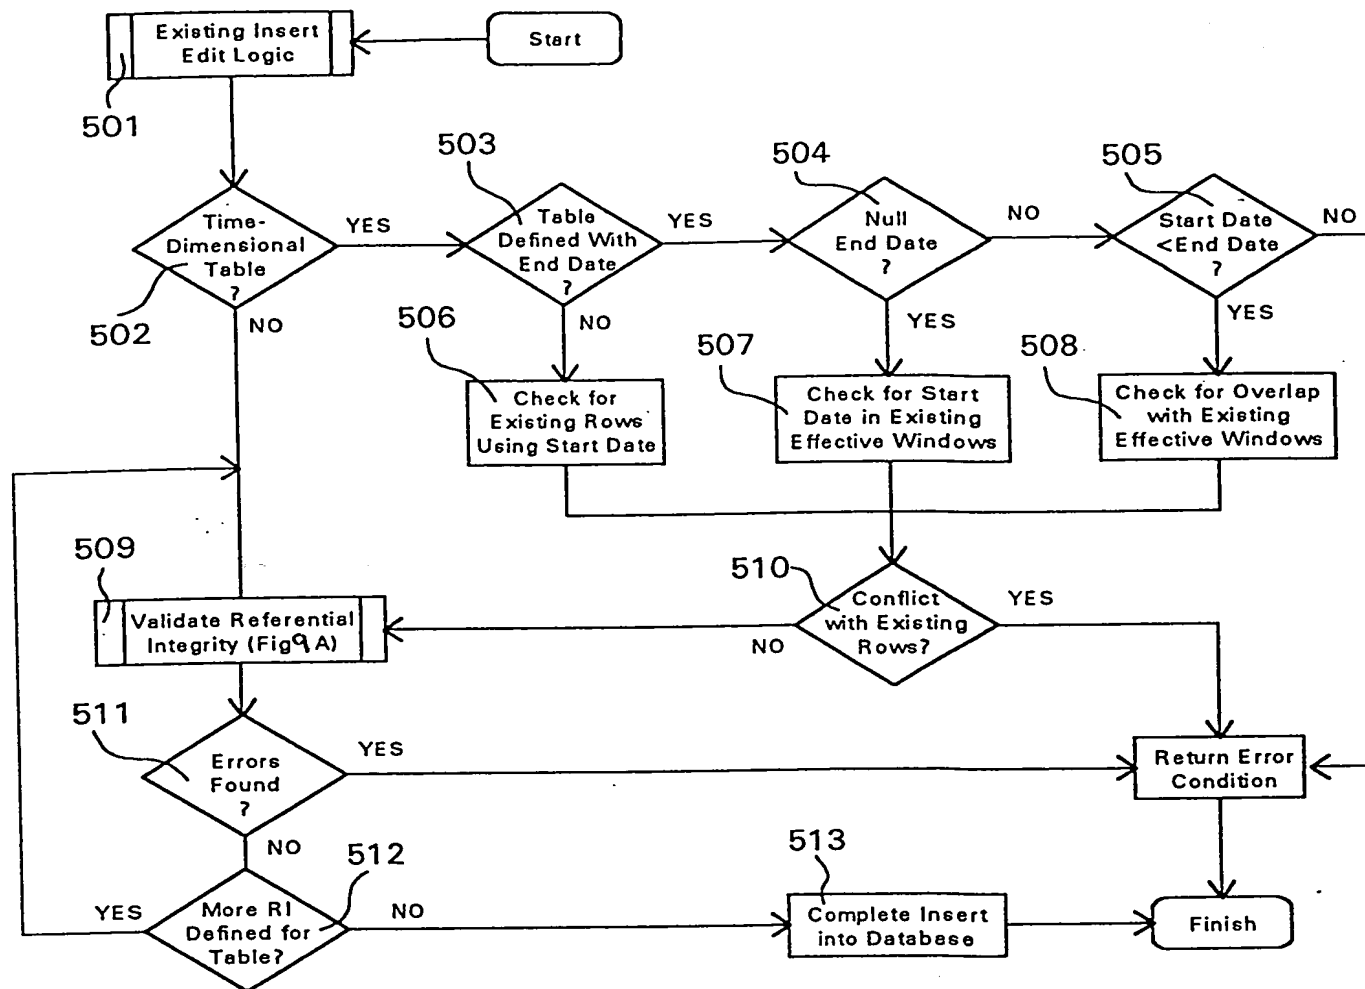 Existing Insert
Edit Logic
Start
501
503
504
505
Time-
Dimensional
Table
?
YES
Table
Defined With
End Date
?
YES
Null
End Date
?
NO
Start Date
<End Date
?
NO
502
NO
506
NO
507
YES
508
YES
Check for
Existing Rows
Using Start Date
Check for Start
Date in Existing
Effective Windows
Check for Overlap
with Existing
Effective Windows
509
510
Validate Referential
Integrity (Fig 9A)
Conflict
with Existing
Rows?
YES
NO
511
Errors
Found
?
YES
Return Error
Condition
NO
512
513
YES
More RI
Defined for
Table?
NO
Complete Insert
into Database
Finish